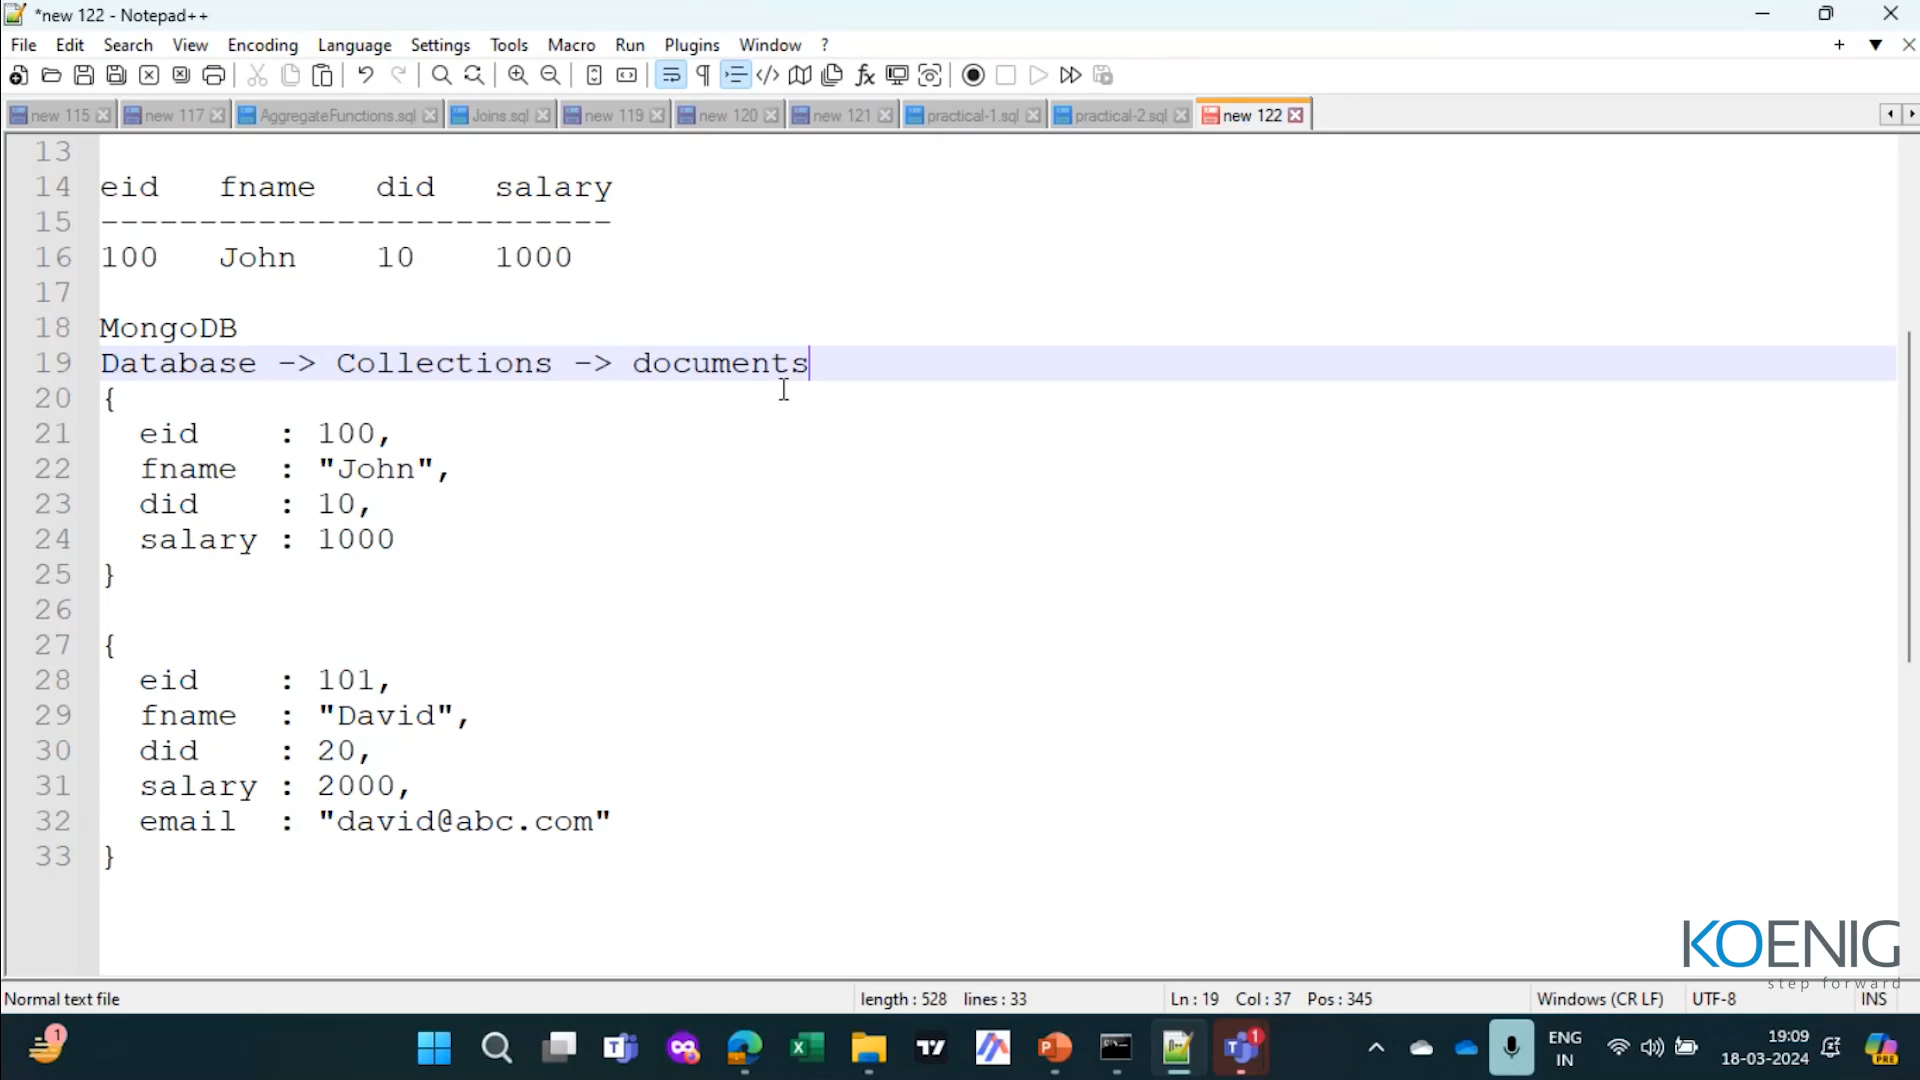 *new 122 - Notepad++
File Edit Search View Encoding Language Settings Tools Macro Run Plugins Window ?
new 115 new 117 AggregateFunctions.sql Joins.sql new 119 new 120 new 121 practical-1.sql practical-2.sql new 122
13
14 eid fname did salary
15 --------------------------
16 100 John 10 1000
17
18 MongoDB
19 Database -> Collections -> documents
20 {
21 eid : 100,
22 fname : "John",
23 did : 10,
24 salary : 1000
25 }
26
27 {
28 eid : 101,
29 fname : "David",
30 did : 20,
31 salary : 2000,
32 email : "david@abc.com"
33 }
KOENIG
step forward
Normal text file length : 528 lines : 33 Ln : 19 Col : 37 Pos : 345 Windows (CR LF) UTF-8 INS
1 1 ENG 19:09
IN 18-03-2024 PRE